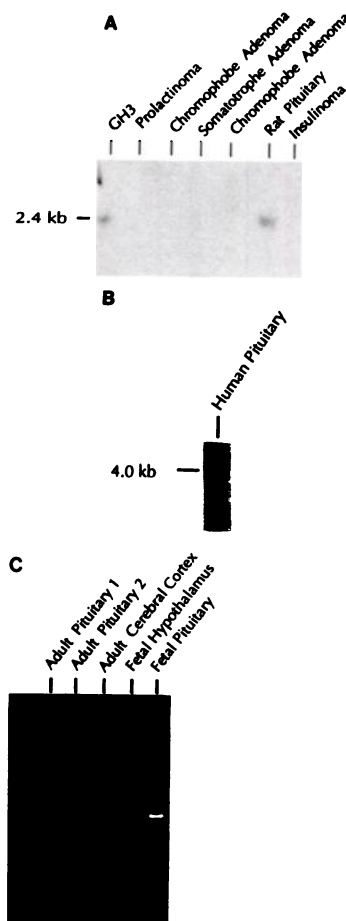 A
GH3
Prolactinoma
Chromophobe Adenoma
Somatotrophe Adenoma
Chromophobe Adenoma
Rat Pituitary
Insulinoma
2.4 kb
B
Human Pituitary
4.0 kb
C
Adult Pituitary 1
Adult Pituitary 2
Adult Cerebral Cortex
Fetal Hypothalamus
Fetal Pituitary